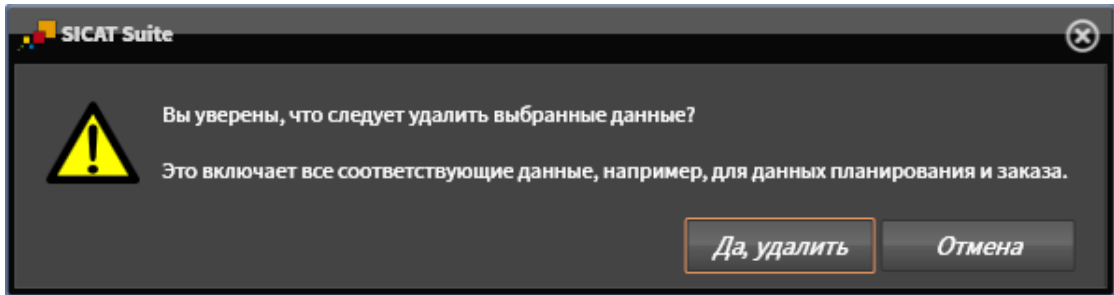 SICAT Suite
Вы уверены, что следует удалить выбранные данные?
Это включает все соответствующие данные, например, для данных планирования и заказа.
Да, удалить
Отмена